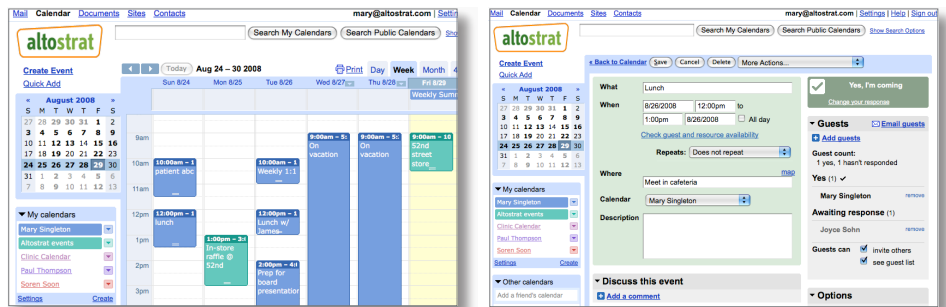 Mail Calendar Documents Sites Contacts
mary@altostrat.com | Settin
altostrat
Search My Calendars Search Public Calendars Sho
Create Event
Quick Add
Today Aug 24 – 30 2008
Print Day Week Month 4
Sun 8/24 Mon 8/25 Tue 8/26 Wed 8/27 Thu 8/28 Fri 8/29
Weekly Summ
« August 2008 »
S M T W T F S
27 28 29 30 31 1 2
3 4 5 6 7 8 9
10 11 12 13 14 15 16
17 18 19 20 21 22 23
24 25 26 27 28 29 30
31 1 2 3 4 5 6
7 8 9 10 11 12 13
My calendars
Mary Singleton
Altostrat events
Clinic Calendar
Paul Thompson
Soren Soon
Settings Create
9am
10am
11am
12pm
1pm
2pm
3pm
10:00am – 1
patient abc
12:00pm – 1
lunch
1:00pm – 3:
In-store
raffle @
52nd
10:00am – 1
Weekly 1:1
12:00pm – 1
Lunch w/
James
2:00pm – 4:
Prep for
board
presentation
9:00am – 5:
On
vacation
9:00am – 5:
On
vacation
9:00am – 10
52nd
street
store
Mail Calendar Documents Sites Contacts
mary@altostrat.com | Settings | Help | Sign out
altostrat
Search My Calendars Search Public Calendars Show Search Options
Create Event
Quick Add
« August 2008 »
S M T W T F S
27 28 29 30 31 1 2
3 4 5 6 7 8 9
10 11 12 13 14 15 16
17 18 19 20 21 22 23
24 25 26 27 28 29 30
31 1 2 3 4 5 6
7 8 9 10 11 12 13
My calendars
Mary Singleton
Altostrat events
Clinic Calendar
Paul Thompson
Soren Soon
Settings Create
Other calendars
Add a friend's calendar
« Back to Calendar Save Cancel Delete More Actions...
What Lunch
When 8/26/2008 12:00pm to
1:00pm 8/26/2008 All day
Check guest and resource availability
Repeats: Does not repeat
Where map
Meet in cafeteria
Calendar Mary Singleton
Description
Discuss this event
Add a comment
Yes, I'm coming
Change your response
Guests Email guests
Add guests
Guest count:
1 yes, 1 hasn't responded
Yes (1)
Mary Singleton remove
Awaiting response (1)
Joyce Sohn remove
Guests can invite others
see guest list
Options